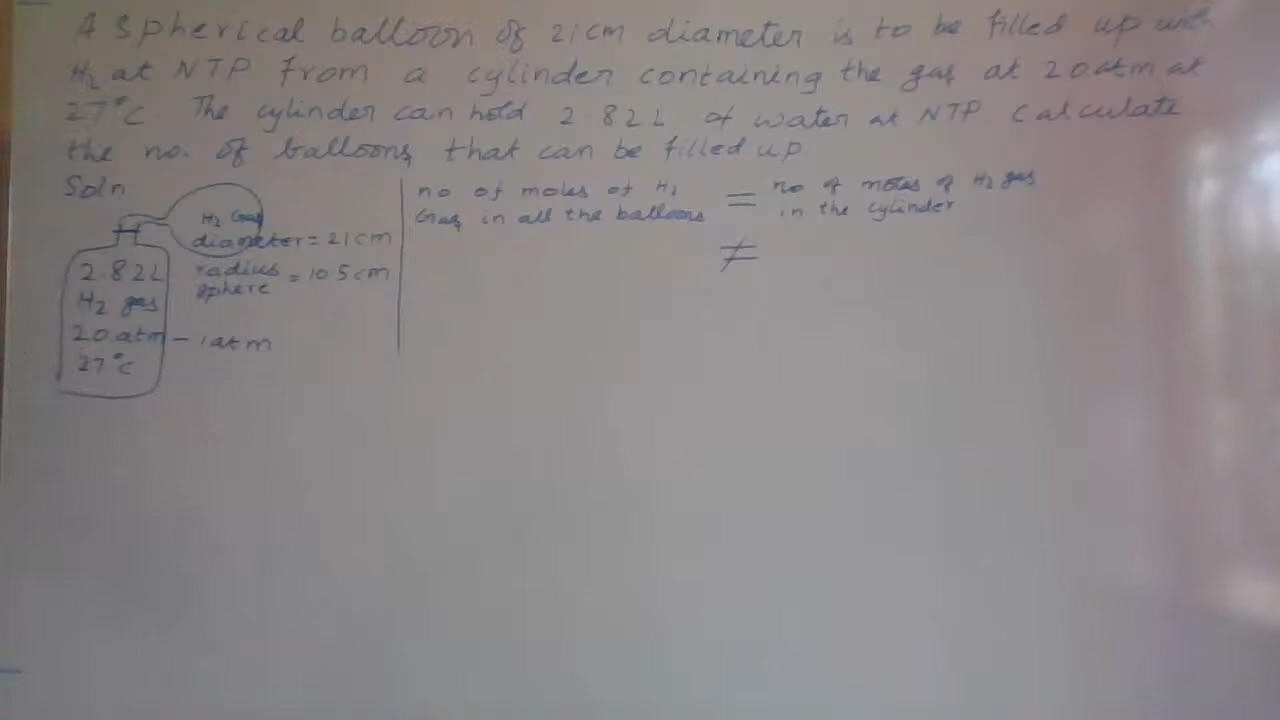 A spherical balloon of 21cm diameter is to be filled up with
H2 at NTP from a cylinder containing the gas at 20 atm at
27°C. The cylinder can hold 2.82L of water at NTP Calculate
the no. of balloons that can be filled up
Soln
H2 Gas
diameter = 21cm
radius sphere = 10.5cm
2.82L
H2 gas
20 atm - 1atm
27°C
no of moles of H2 = no of moles of H2 gas
Gas in all the balloons in the cylinder
≠